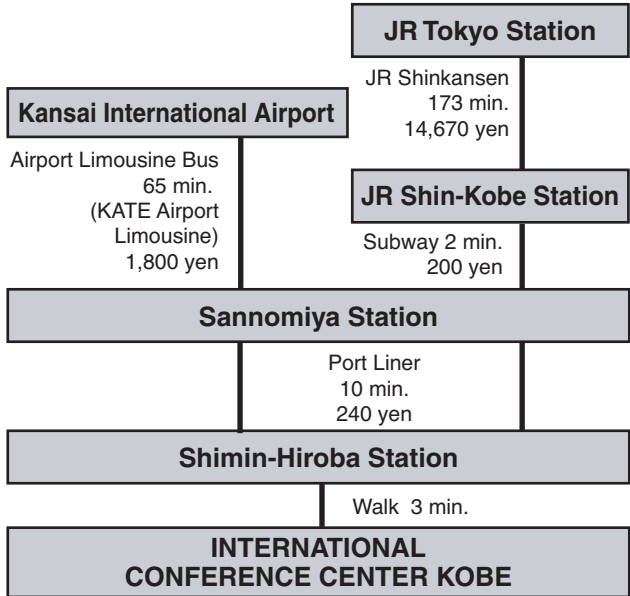 JR Tokyo Station
JR Shinkansen
173 min.
14,670 yen
Kansai International Airport
Airport Limousine Bus
65 min.
(KATE Airport
Limousine)
1,800 yen
JR Shin-Kobe Station
Subway 2 min.
200 yen
Sannomiya Station
Port Liner
10 min.
240 yen
Shimin-Hiroba Station
Walk 3 min.
INTERNATIONAL
CONFERENCE CENTER KOBE